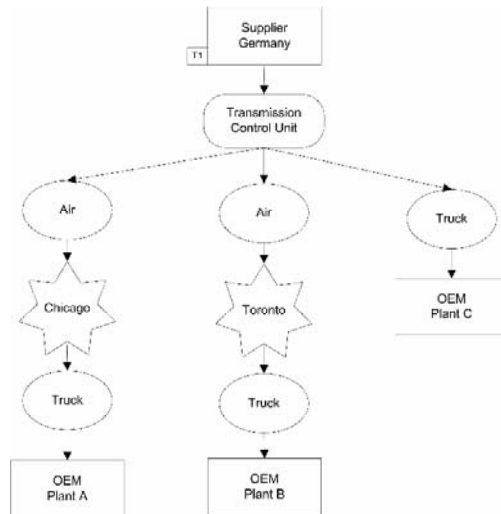 Supplier
Germany
T1
Transmission
Control Unit
Air
Air
Truck
Chicago
Toronto
OEM
Plant C
Truck
Truck
OEM
Plant A
OEM
Plant B